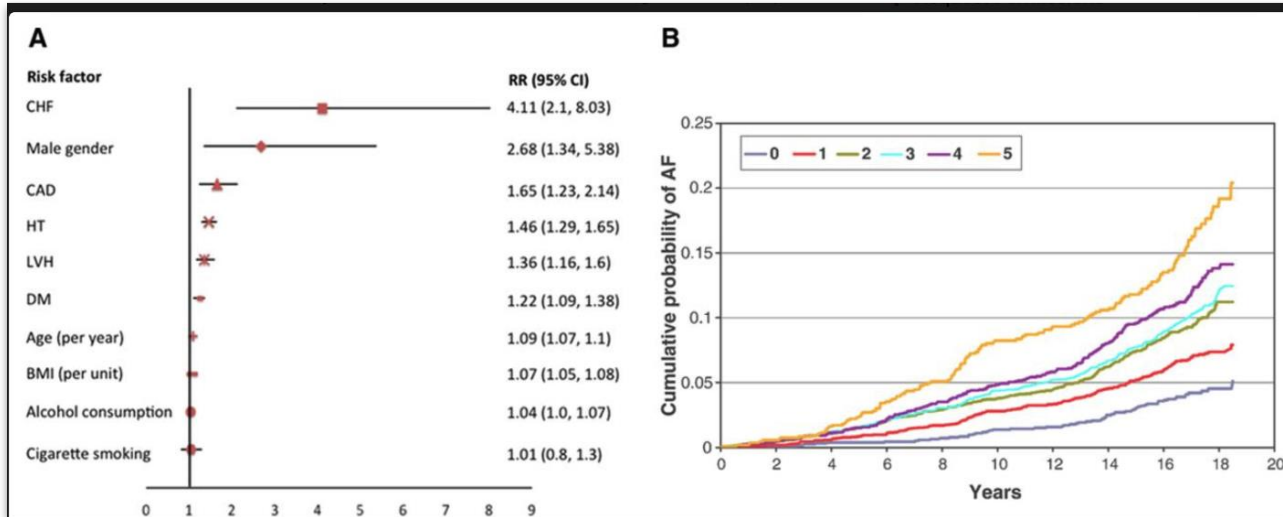 A
Risk factor RR (95% CI)
CHF 4.11 (2.1, 8.03)
Male gender 2.68 (1.34, 5.38)
CAD 1.65 (1.23, 2.14)
HT 1.46 (1.29, 1.65)
LVH 1.36 (1.16, 1.6)
DM 1.22 (1.09, 1.38)
Age (per year) 1.09 (1.07, 1.1)
BMI (per unit) 1.07 (1.05, 1.08)
Alcohol consumption 1.04 (1.0, 1.07)
Cigarette smoking 1.01 (0.8, 1.3)
0 1 2 3 4 5 6 7 8 9
B
Cumulative probability of AF
0.25
0 1 2 3 4 5
0.2
0.15
0.1
0.05
0
0 2 4 6 8 10 12 14 16 18 20
Years